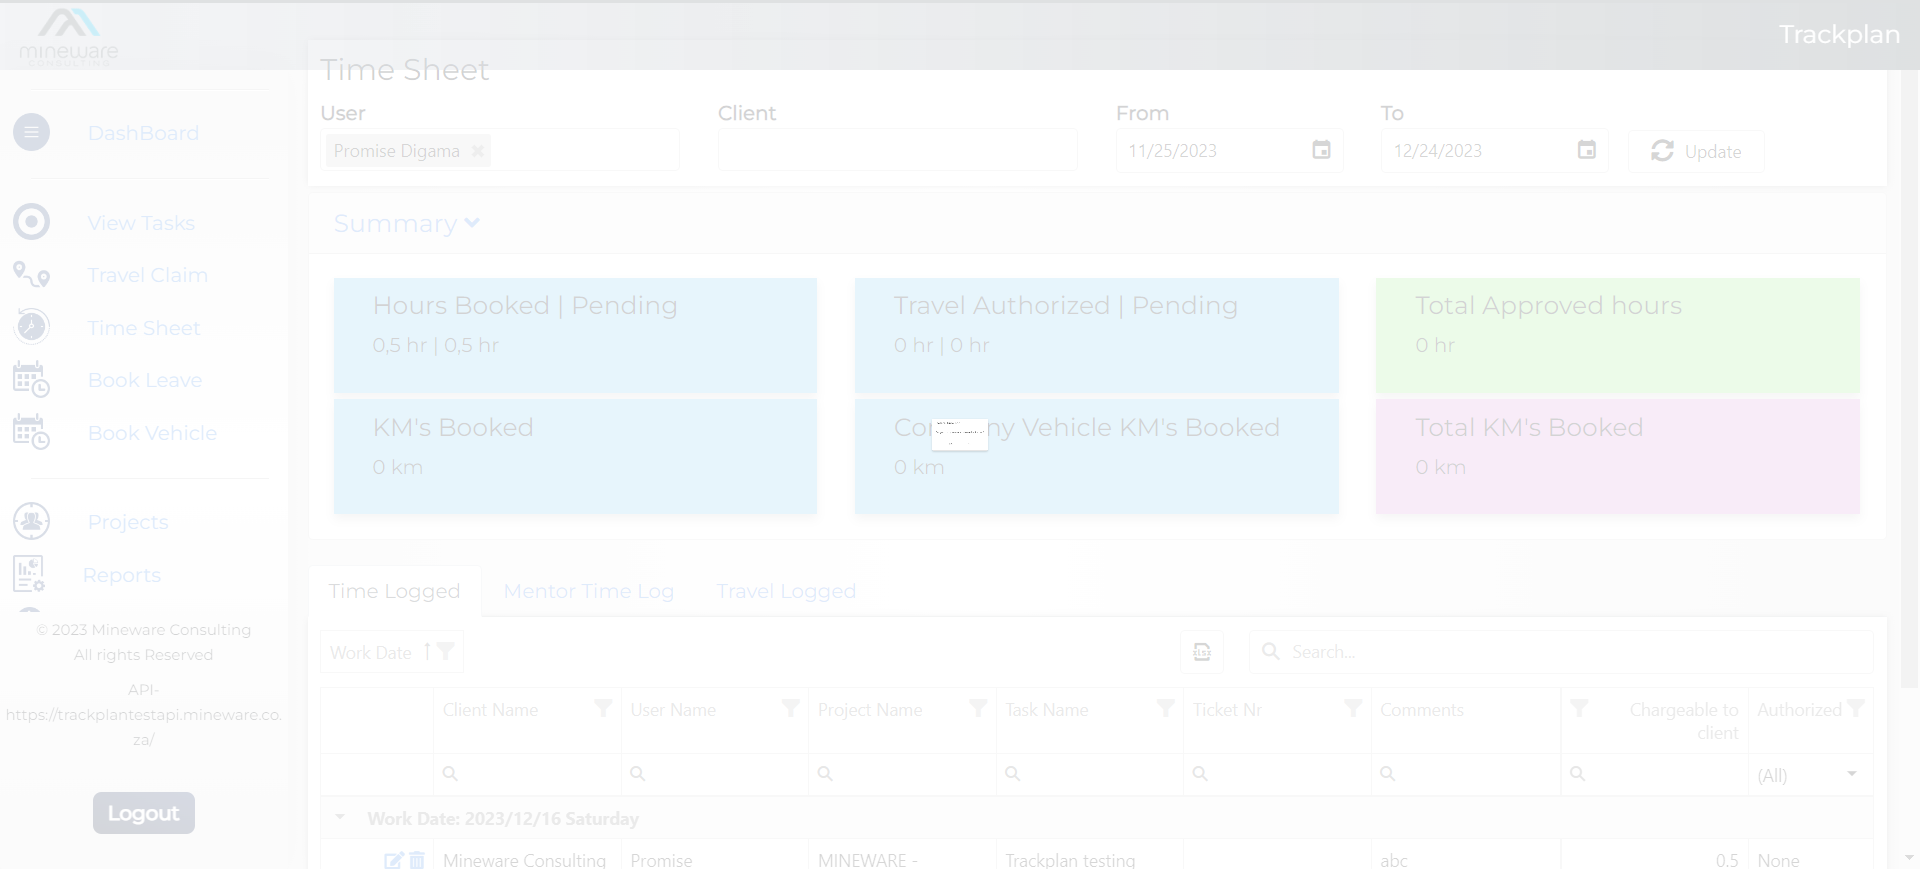 mineware
CONSULTING
Trackplan
DashBoard
View Tasks
Travel Claim
Time Sheet
Book Leave
Book Vehicle
Projects
Reports
© 2023 Mineware Consulting
All rights Reserved
API-
https://trackplantestapi.mineware.co.
za/
Logout
Time Sheet
User
Client
From
To
Promise Digama
11/25/2023
12/24/2023
Update
Summary
Hours Booked | Pending
0,5 hr | 0,5 hr
Travel Authorized | Pending
0 hr | 0 hr
Total Approved hours
0 hr
KM's Booked
0 km
Vehicle KM's Booked
0 km
Total KM's Booked
0 km
Time Logged
Mentor Time Log
Travel Logged
Work Date
xlsx
Search...
Client Name
User Name
Project Name
Task Name
Ticket Nr
Comments
Chargeable to
client
Authorized
(All)
Work Date: 2023/12/16 Saturday
Mineware Consulting
Promise
MINEWARE -
Trackplan testing
abc
0.5
None